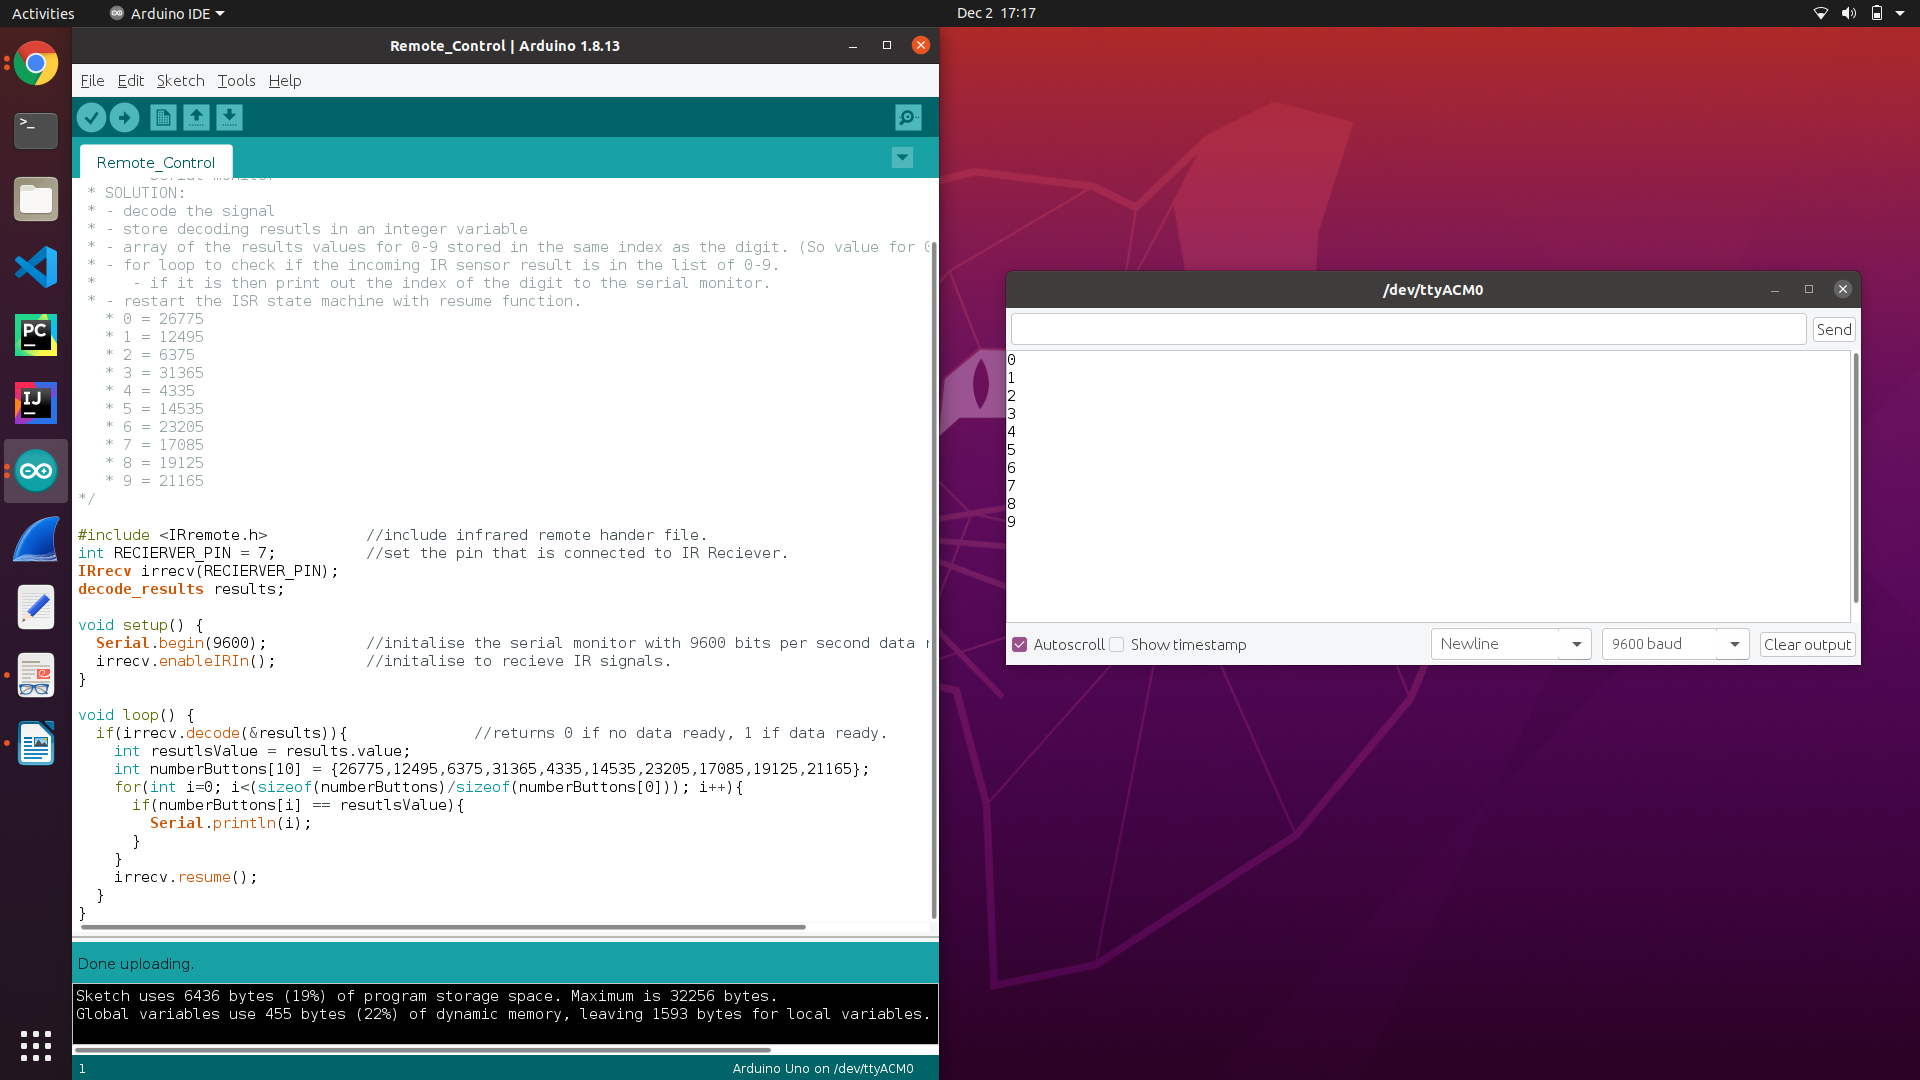 Activities
Arduino IDE
Dec 2 17:17
Remote_Control | Arduino 1.8.13
File Edit Sketch Tools Help
Remote_Control
* SOLUTION:
* - decode the signal
* - store decoding resutls in an integer variable
* - array of the results values for 0-9 stored in the same index as the digit. (So value for 0
* - for loop to check if the incoming IR sensor result is in the list of 0-9.
*    - if it is then print out the index of the digit to the serial monitor.
* - restart the ISR state machine with resume function.
* 0 = 26775
* 1 = 12495
* 2 = 6375
* 3 = 31365
* 4 = 4335
* 5 = 14535
* 6 = 23205
* 7 = 17085
* 8 = 19125
* 9 = 21165
*/
#include <IRremote.h>           //include infrared remote hander file.
int RECIERVER_PIN = 7;          //set the pin that is connected to IR Reciever.
IRrecv irrecv(RECIERVER_PIN);
decode_results results;
void setup() {
Serial.begin(9600);           //initalise the serial monitor with 9600 bits per second data
irrecv.enableIRIn();          //initalise to recieve IR signals.
}
void loop() {
if(irrecv.decode(&results)){              //returns 0 if no data ready, 1 if data ready.
int resutlsValue = results.value;
int numberButtons[10] = {26775,12495,6375,31365,4335,14535,23205,17085,19125,21165};
for(int i=0; i<(sizeof(numberButtons)/sizeof(numberButtons[0])); i++){
if(numberButtons[i] == resutlsValue){
Serial.println(i);
}
}
irrecv.resume();
}
}
Done uploading.
Sketch uses 6436 bytes (19%) of program storage space. Maximum is 32256 bytes.
Global variables use 455 bytes (22%) of dynamic memory, leaving 1593 bytes for local variables.
1
Arduino Uno on /dev/ttyACM0
/dev/ttyACM0
Send
0
1
2
3
4
5
6
7
8
9
Autoscroll Show timestamp
Newline
9600 baud
Clear output
>_
PC
IJ